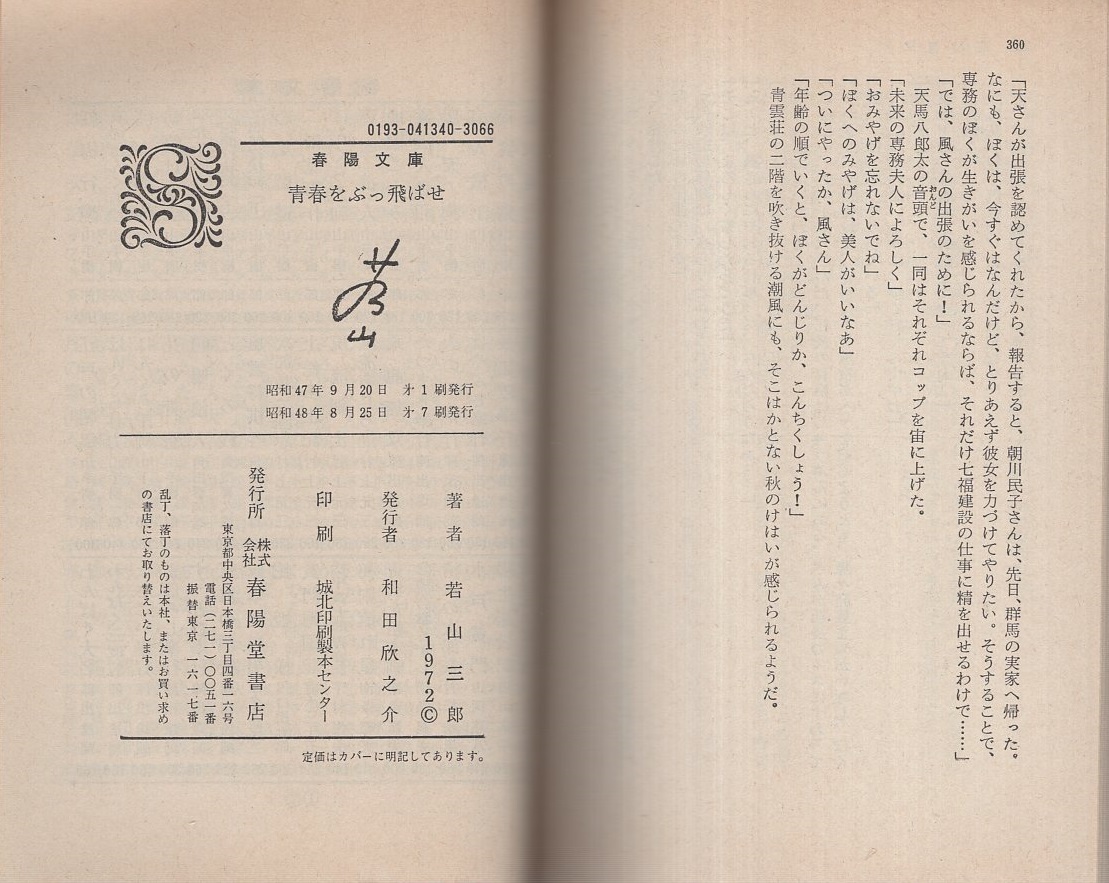 360
「天さんが出張を認めてくれたから、報告すると、朝川民子さんは、先日、群馬の実家へ帰った。
なにも、ぼくは、今すぐはなんだけど、とりあえず彼女を力づけてやりたい。そうすることで、
専務のぼくが生きがいを感じられるならば、それだけ七福建設の仕事に精を出せるわけで……」
「では、風さんの出張のために！」
天馬八郎太の音頭で、一同はそれぞれコップを宙に上げた。
おんど
「未来の専務夫人によろしく」
「おみやげを忘れないでね」
「ぼくへのみやげは、美人がいいなあ」
「ついにやったか、風さん」
「年齢の順でいくと、ぼくがどんじりか、こんちくしょう！」
青雲荘の二階を吹き抜ける潮風にも、そこはかとない秋のけはいが感じられるようだ。
0193-041340-3066
春陽文庫
青春をぶっ飛ばせ
S
山
昭和47年9月20日 才1刷発行
昭和48年8月25日 才7刷発行
著者 若山三郎
1972©
発行者 和田欣之介
印刷 城北印刷製本センター
発行所 株式会社 春陽堂書店
東京都中央区日本橋三丁目四番一六号
電話（二七一）〇〇五一番
振替東京 一六一七番
乱丁、落丁のものは本社、またはお買い求め
の書店にてお取り替えいたします。
定価はカバーに明記してあります。